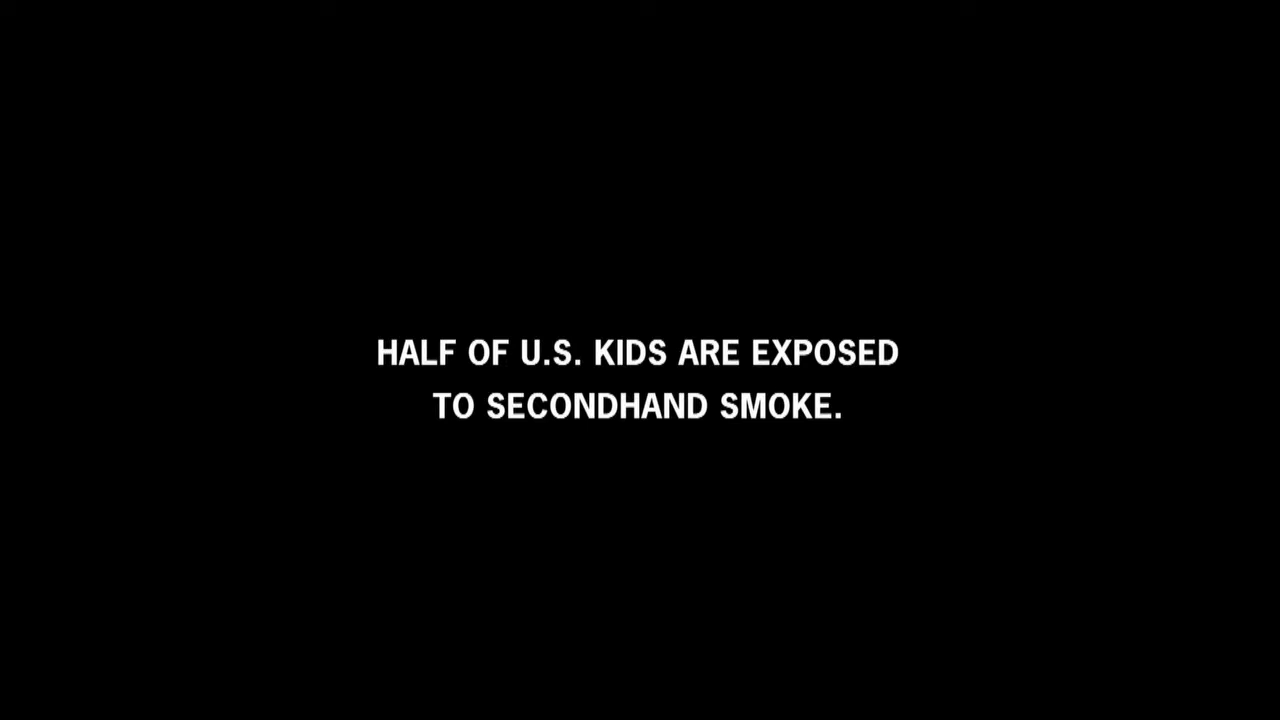 HALF OF U.S. KIDS ARE EXPOSED
TO SECONDHAND SMOKE.